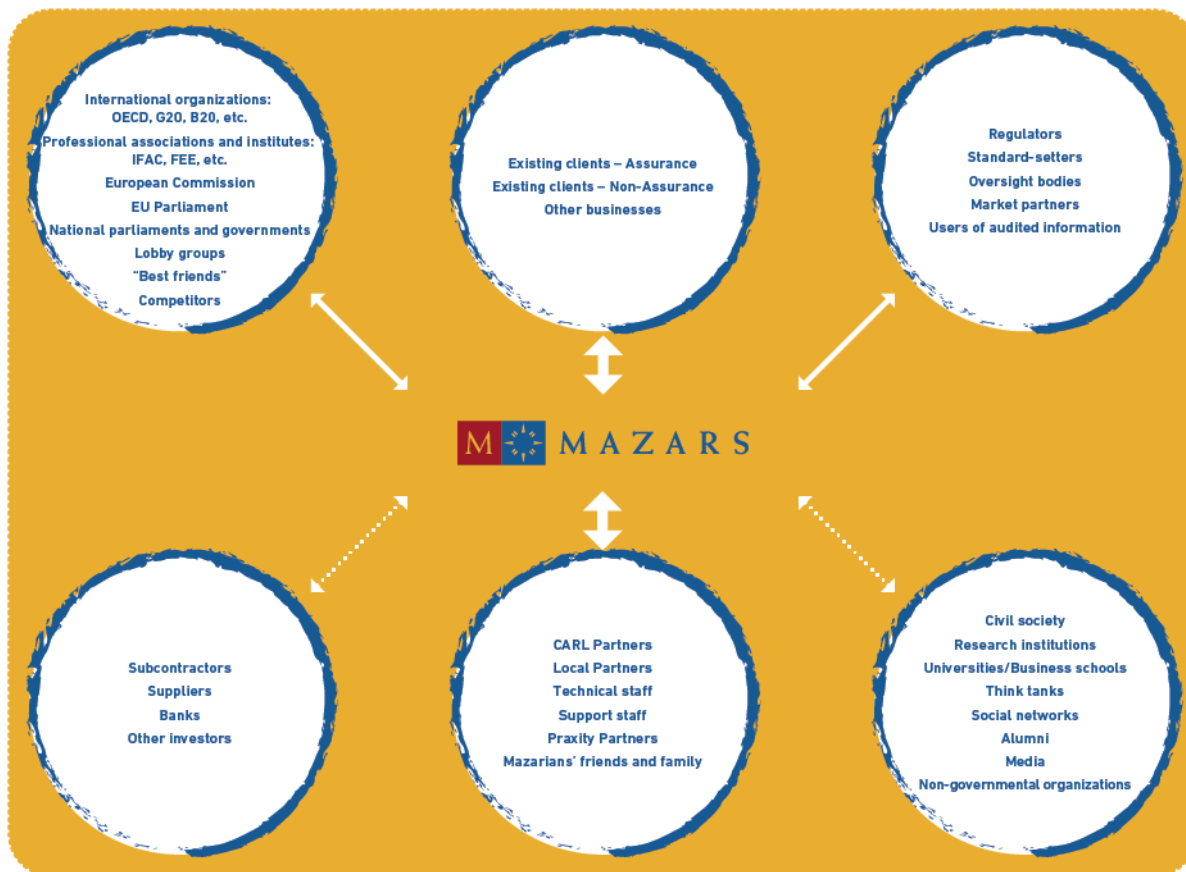 International organizations:
OECD, G20, B20, etc.
Professional associations and institutes:
IFAC, FEE, etc.
European Commission
EU Parliament
National parliaments and governments
Lobby groups
“Best friends”
Competitors
Existing clients – Assurance
Existing clients – Non-Assurance
Other businesses
Regulators
Standard-setters
Oversight bodies
Market partners
Users of audited information
M MAZARS
Subcontractors
Suppliers
Banks
Other investors
CARL Partners
Local Partners
Technical staff
Support staff
Praxity Partners
Mazarians’ friends and family
Civil society
Research institutions
Universities/Business schools
Think tanks
Social networks
Alumni
Media
Non-governmental organizations